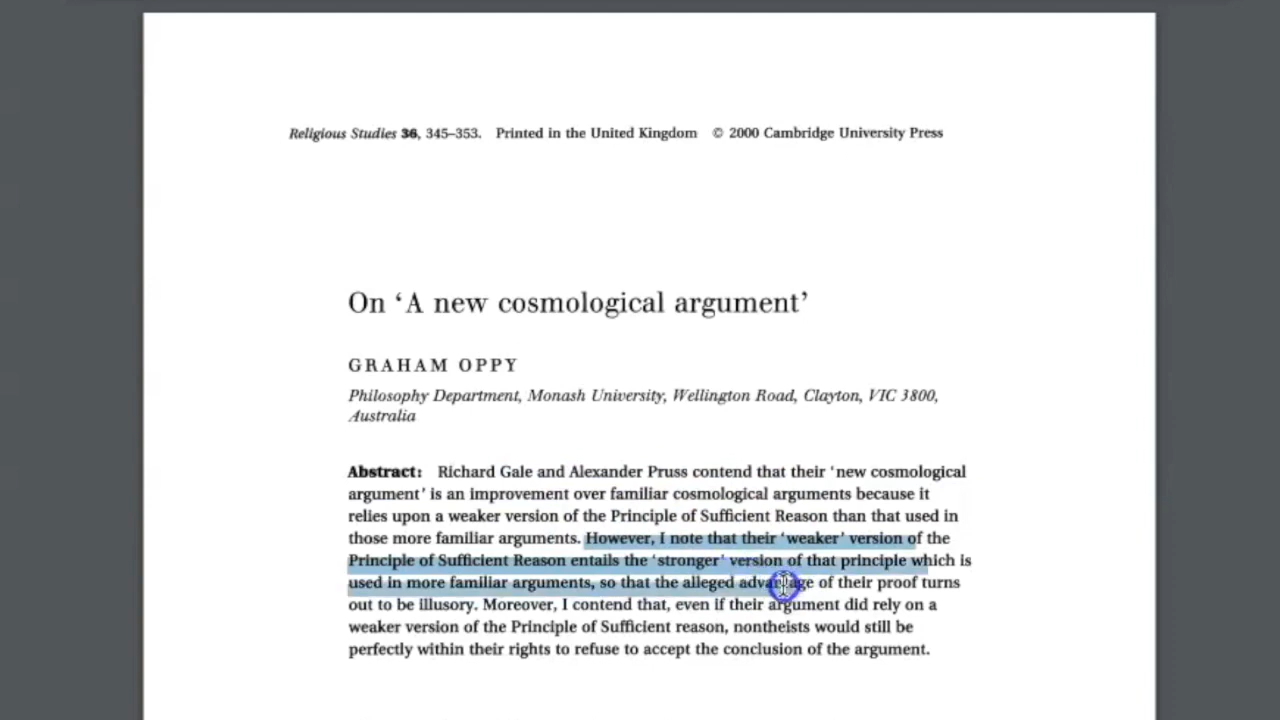 Religious Studies 36, 345–353. Printed in the United Kingdom © 2000 Cambridge University Press
On ‘A new cosmological argument’
GRAHAM OPPY
Philosophy Department, Monash University, Wellington Road, Clayton, VIC 3800,
Australia
Abstract: Richard Gale and Alexander Pruss contend that their ‘new cosmological
argument’ is an improvement over familiar cosmological arguments because it
relies upon a weaker version of the Principle of Sufficient Reason than that used in
those more familiar arguments. However, I note that their ‘weaker’ version of the
Principle of Sufficient Reason entails the ‘stronger’ version of that principle which is
used in more familiar arguments, so that the alleged advantage of their proof turns
out to be illusory. Moreover, I contend that, even if their argument did rely on a
weaker version of the Principle of Sufficient reason, nontheists would still be
perfectly within their rights to refuse to accept the conclusion of the argument.